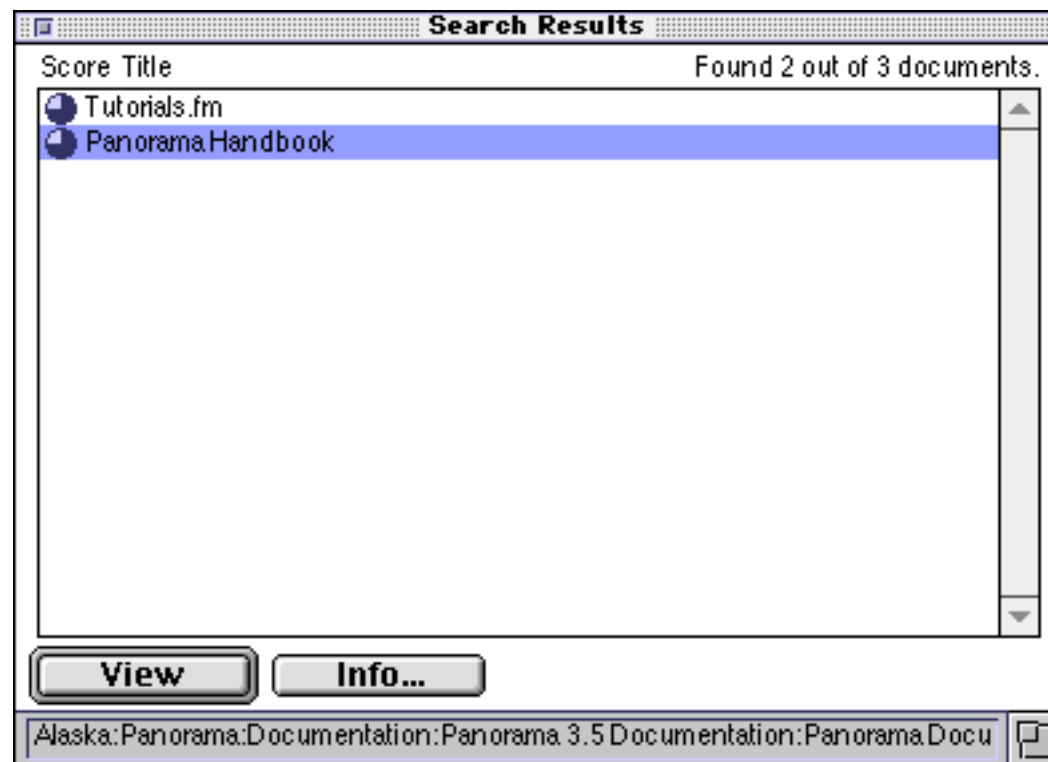 Search Results
Score Title Found 2 out of 3 documents.
Tutorials.fm
Panorama Handbook
View Info...
Alaska:Panorama:Documentation:Panorama 3.5 Documentation:Panorama Docu